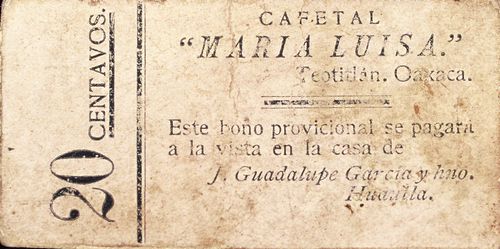 20 CENTAVOS.
CAFETAL
"MARIA LUISA."
Teotitlán. Oaxaca.
Este bono provicional se pagará
a la vista en la casa de
J. Guadalupe García y hno.
Huautla.